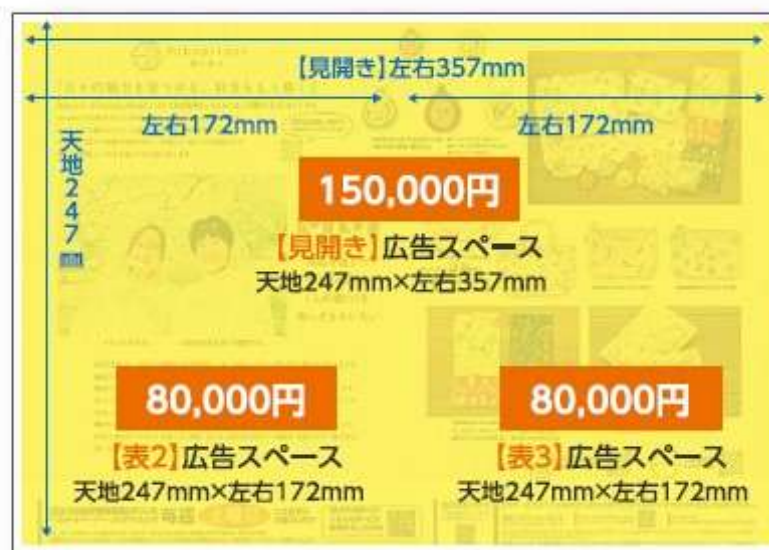 【見開き】左右357mm
左右172mm
左右172mm
天地247㎜
150,000円
【見開き】広告スペース
天地247mm×左右357mm
80,000円
【表2】広告スペース
天地247mm×左右172mm
80,000円
【表3】広告スペース
天地247mm×左右172mm